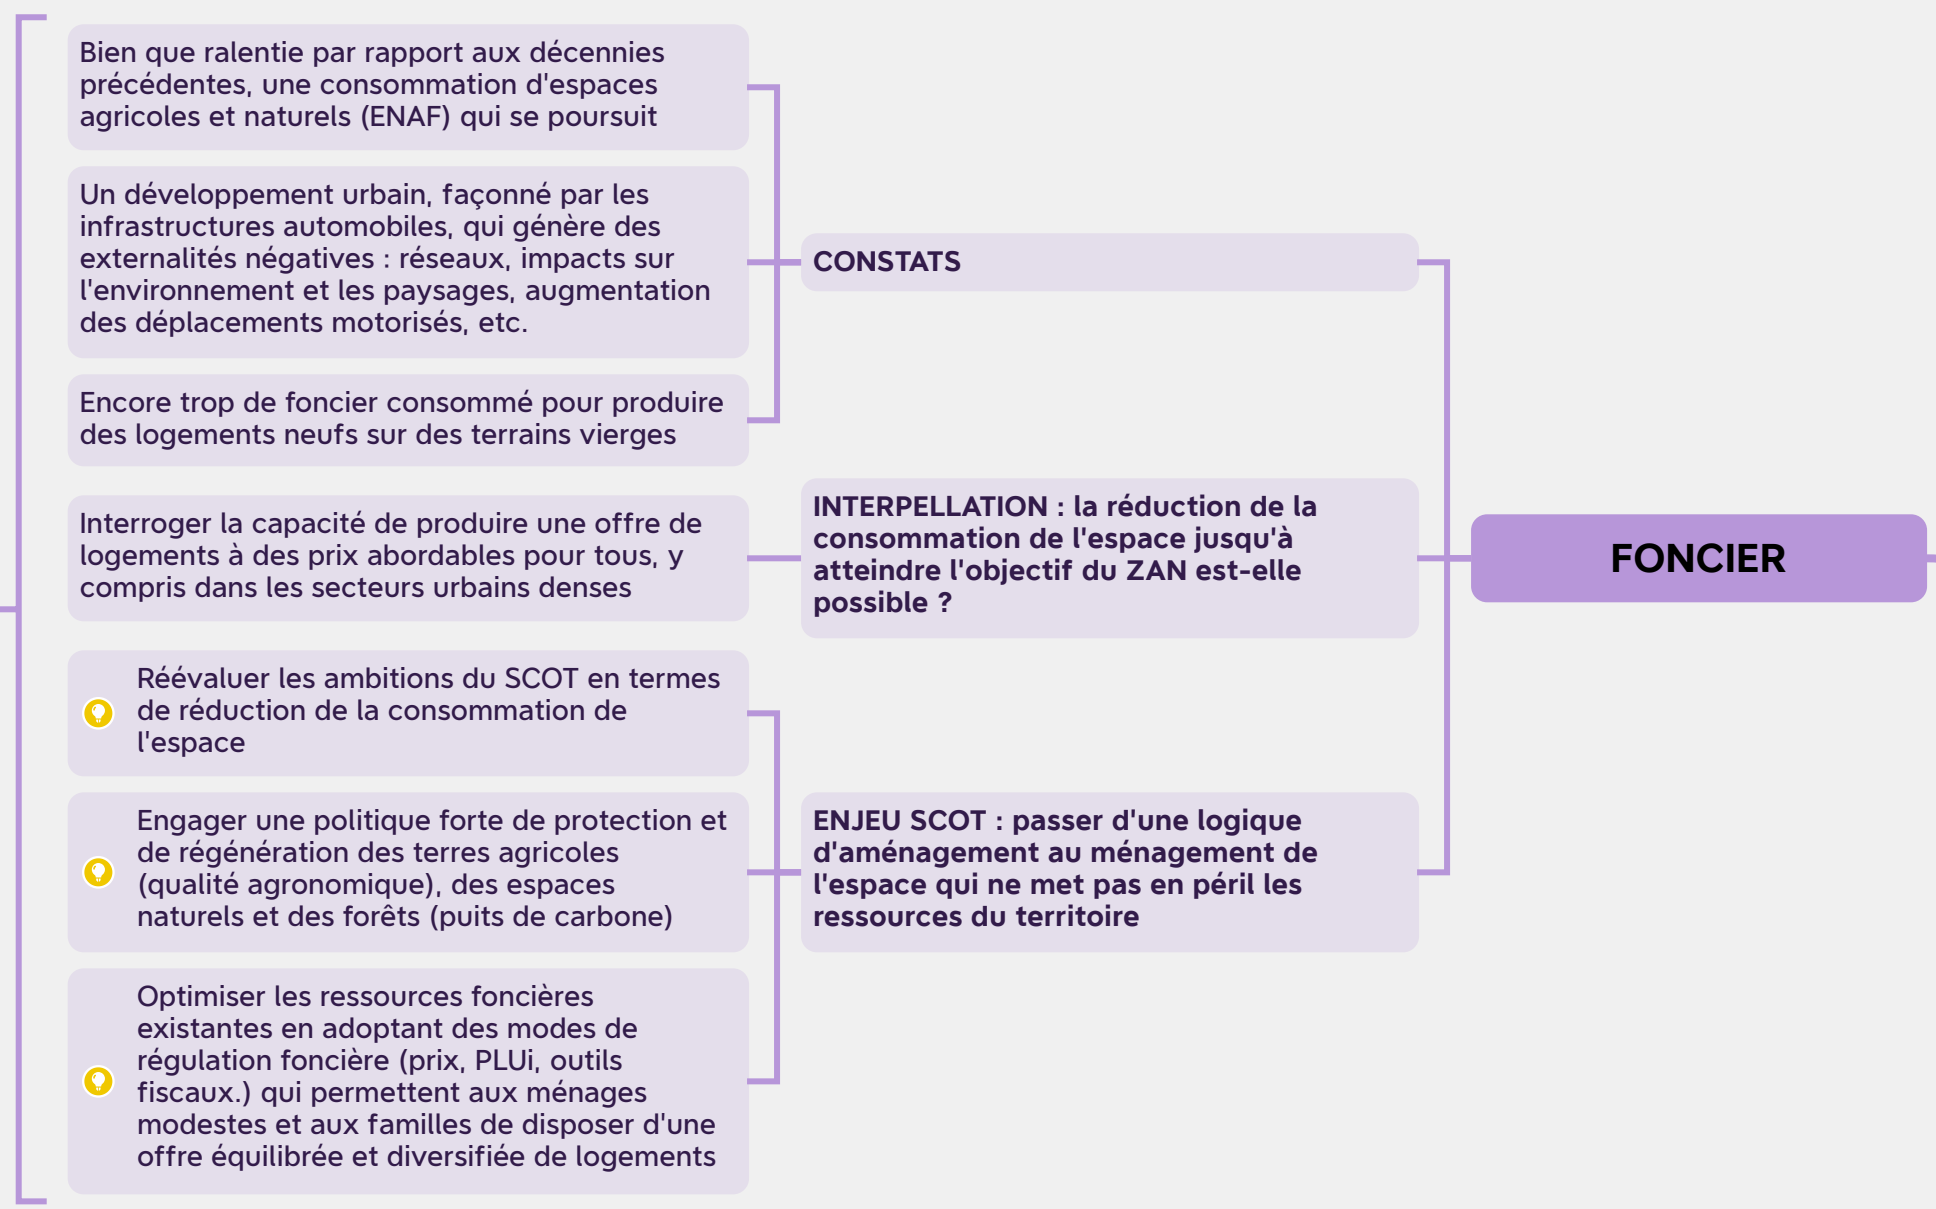 Bien que ralentie par rapport aux décennies
précédentes, une consommation d'espaces
agricoles et naturels (ENAF) qui se poursuit
Un développement urbain, façonné par les
infrastructures automobiles, qui génère des
externalités négatives : réseaux, impacts sur
l'environnement et les paysages, augmentation
des déplacements motorisés, etc.
Encore trop de foncier consommé pour produire
des logements neufs sur des terrains vierges
CONSTATS
Interroger la capacité de produire une offre de
logements à des prix abordables pour tous, y
compris dans les secteurs urbains denses
INTERPELLATION : la réduction de la
consommation de l'espace jusqu'à
atteindre l'objectif du ZAN est-elle
possible ?
FONCIER
Réévaluer les ambitions du SCOT en termes
de réduction de la consommation de
l'espace
Engager une politique forte de protection et
de régénération des terres agricoles
(qualité agronomique), des espaces
naturels et des forêts (puits de carbone)
Optimiser les ressources foncières
existantes en adoptant des modes de
régulation foncière (prix, PLUi, outils
fiscaux.) qui permettent aux ménages
modestes et aux familles de disposer d'une
offre équilibrée et diversifiée de logements
ENJEU SCOT : passer d'une logique
d'aménagement au ménagement de
l'espace qui ne met pas en péril les
ressources du territoire